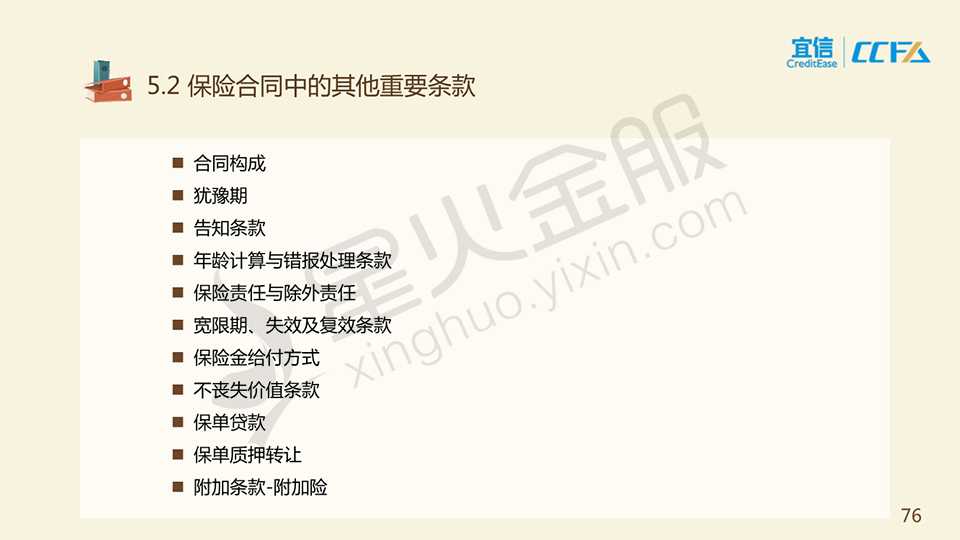 宜信
CreditEase
CCFA
5.2 保险合同中的其他重要条款
■ 合同构成
■ 犹豫期
■ 告知条款
■ 年龄计算与错报处理条款
■ 保险责任与除外责任
■ 宽限期、失效及复效条款
■ 保险金给付方式
■ 不丧失价值条款
■ 保单贷款
■ 保单质押转让
■ 附加条款-附加险
星火金服
xinghuo.yixin.com
76